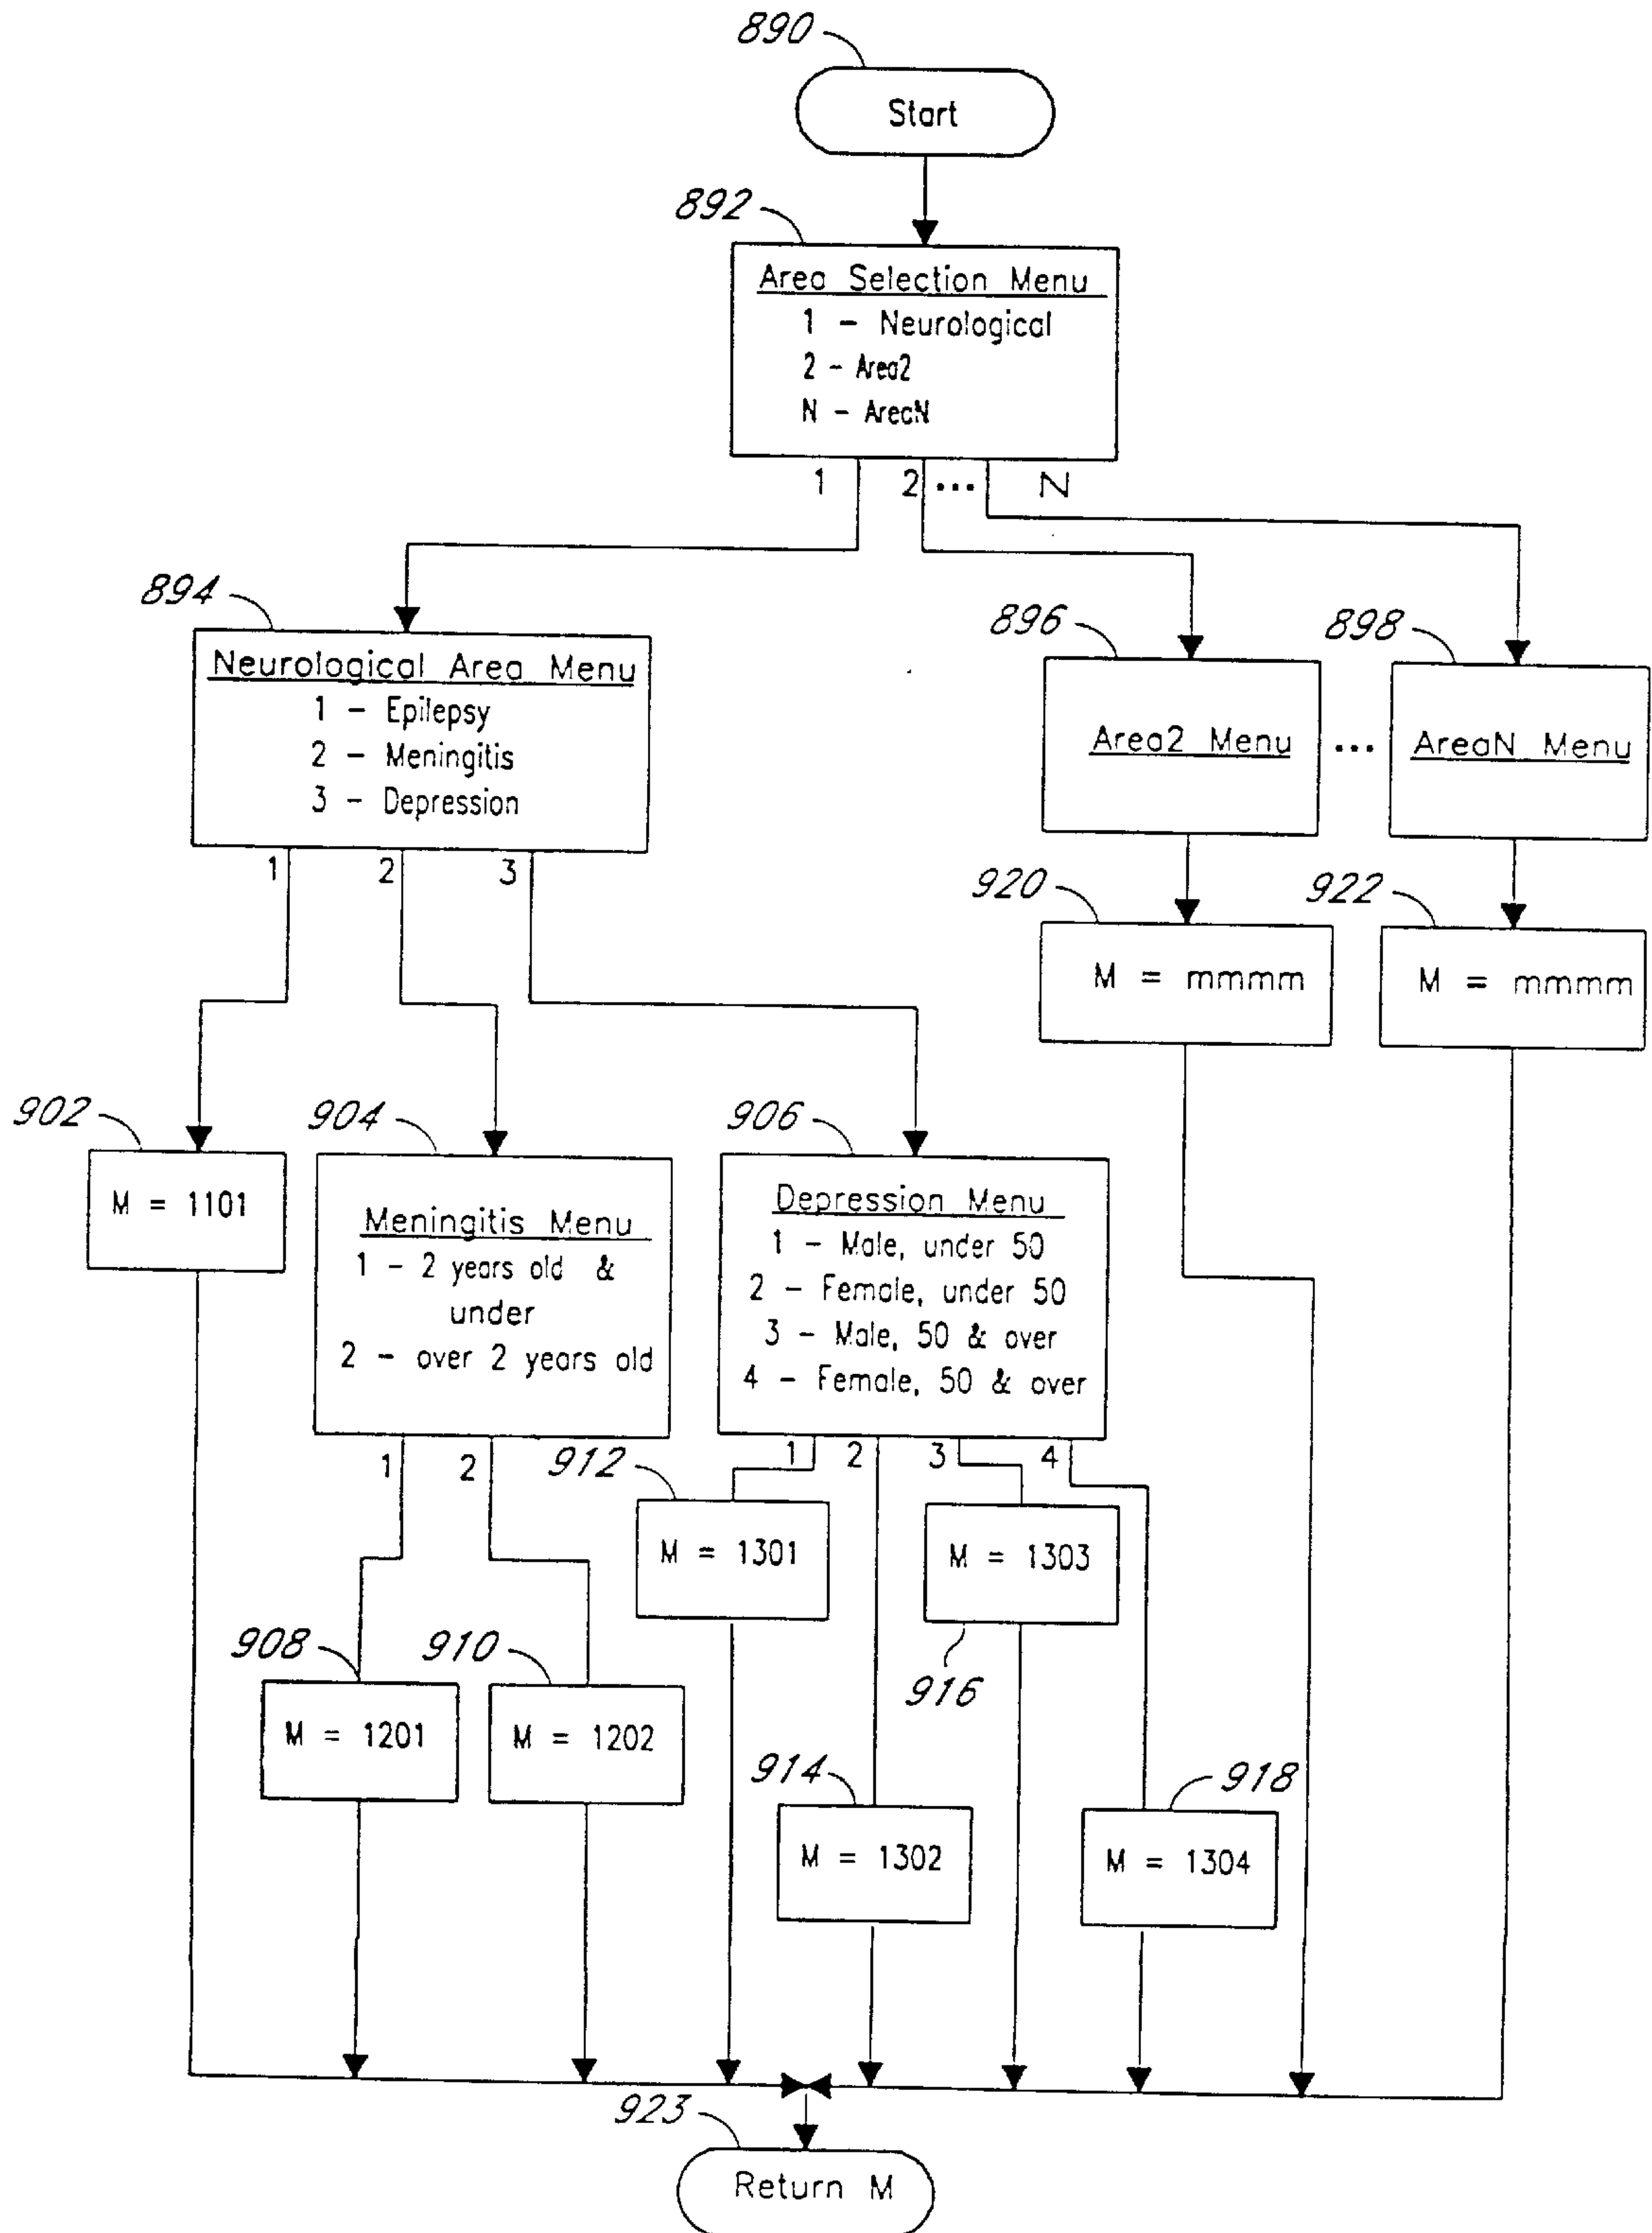 890
Start
892
Area Selection Menu
1 - Neurological
2 - Area2
N - AreaN
1 2 ... N
894
896
898
Neurological Area Menu
1 - Epilepsy
2 - Meningitis
3 - Depression
Area2 Menu
...
AreaN Menu
1 2 3
920
922
M = mmmm
M = mmmm
902
904
906
M = 1101
Meningitis Menu
1 - 2 years old &
under
2 - over 2 years old
Depression Menu
1 - Male, under 50
2 - Female, under 50
3 - Male, 50 & over
4 - Female, 50 & over
1 2
1 2 3 4
912
M = 1301
M = 1303
908
910
916
M = 1201
M = 1202
914
918
M = 1302
M = 1304
923
Return M